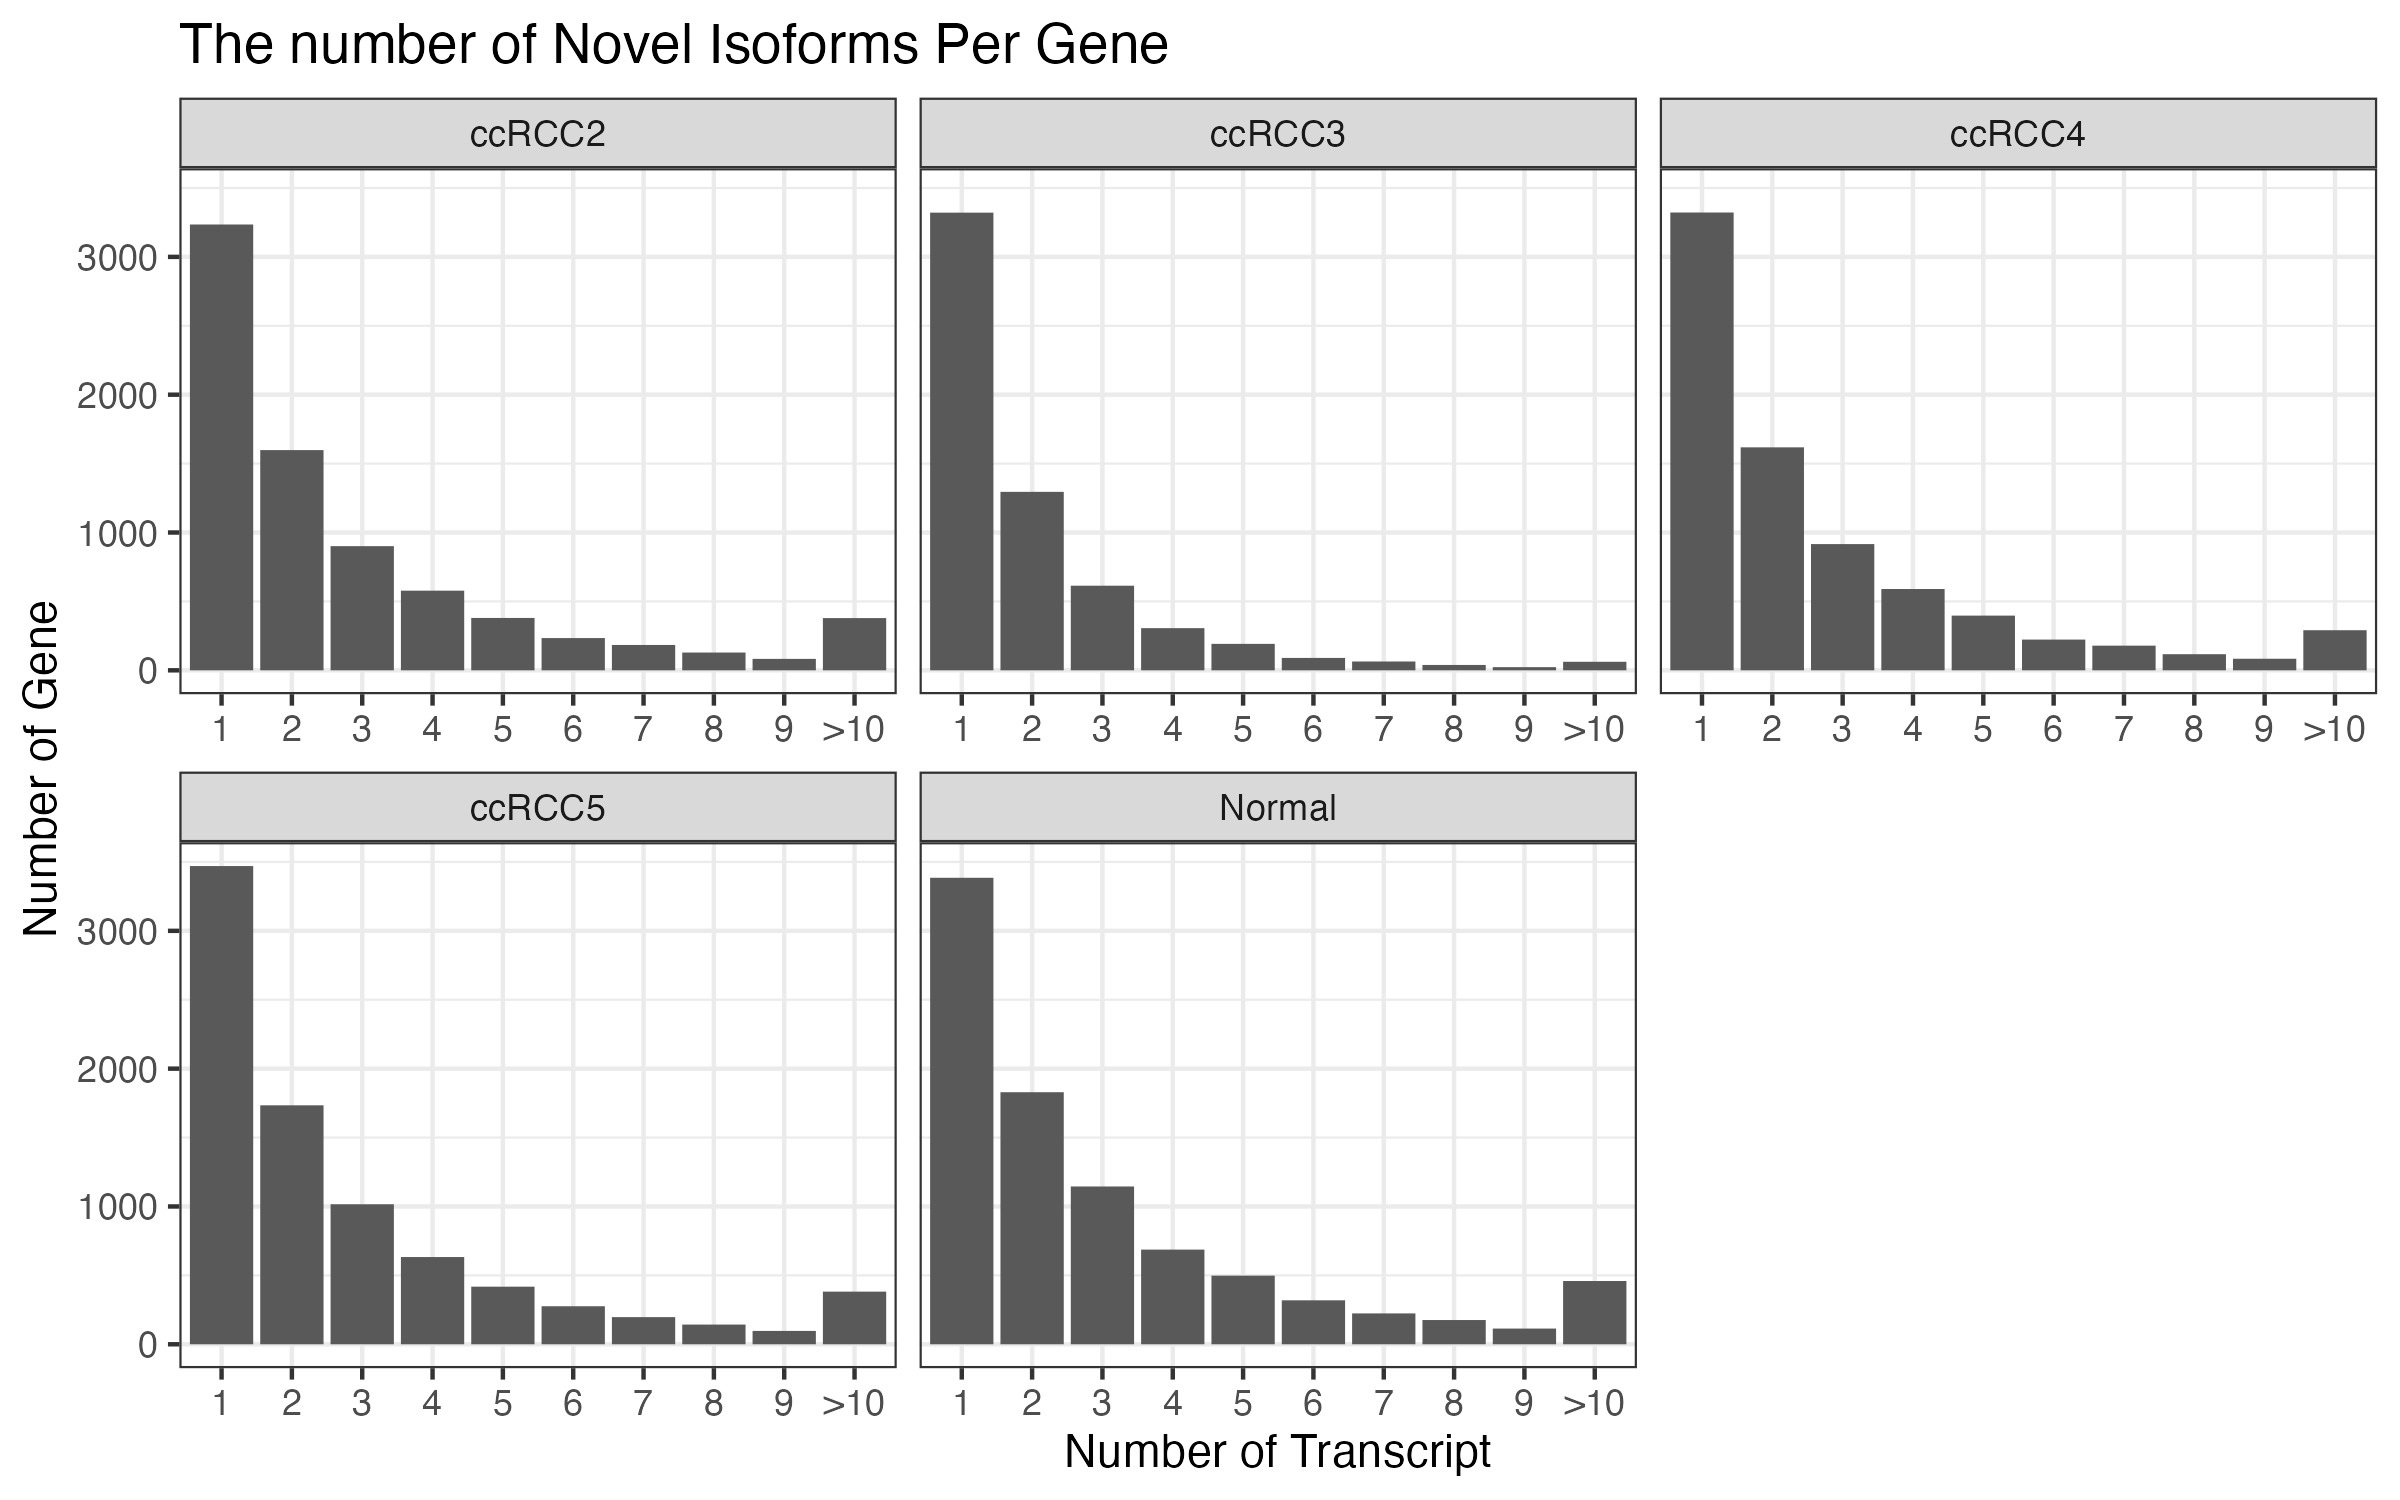 The number of Novel Isoforms Per Gene
ccRCC2
ccRCC3
ccRCC4
3000
2000
1000
0
1 2 3 4 5 6 7 8 9 >10
1 2 3 4 5 6 7 8 9 >10
1 2 3 4 5 6 7 8 9 >10
Number of Gene
ccRCC5
Normal
3000
2000
1000
0
1 2 3 4 5 6 7 8 9 >10
1 2 3 4 5 6 7 8 9 >10
Number of Transcript